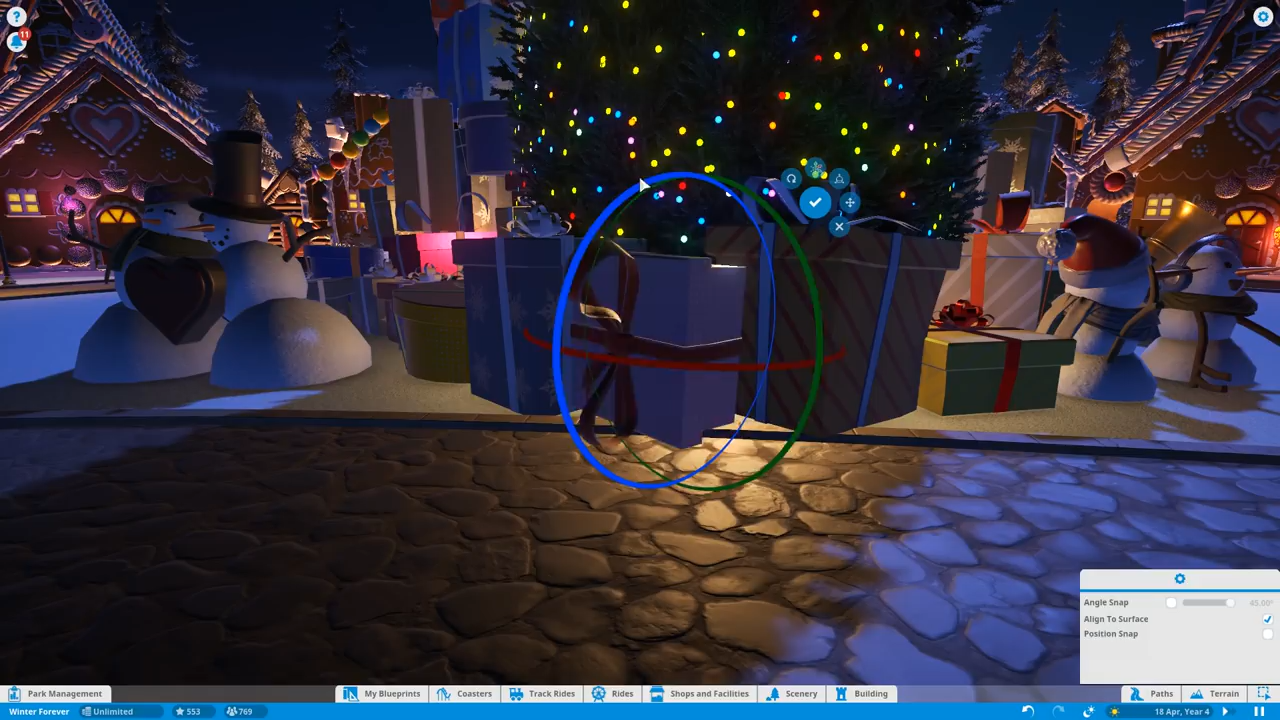 ?
11
Angle Snap 45.00°
Align To Surface
Position Snap
Park Management My Blueprints Coasters Track Rides Rides Shops and Facilities Scenery Building Paths Terrain
Winter Forever Unlimited 553 769 18 Apr, Year 4